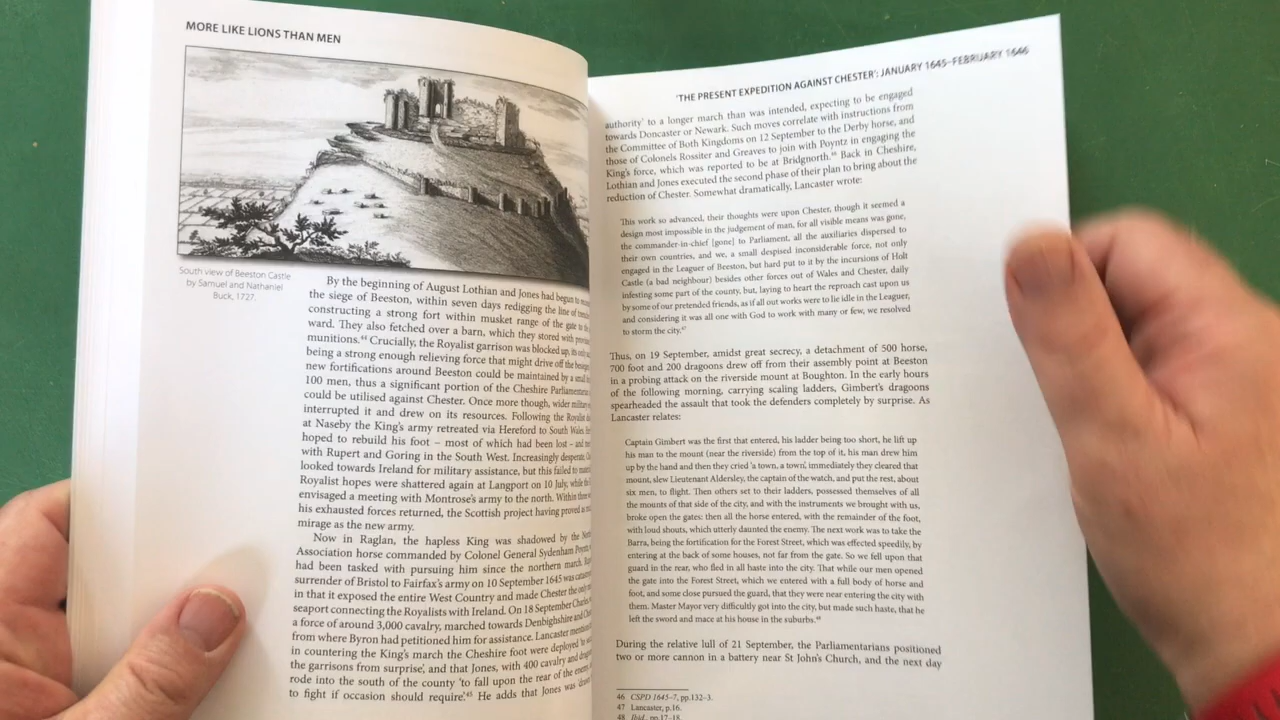 MORE LIKE LIONS THAN MEN
South view of Beeston Castle
by Samuel and Nathaniel
Buck, 1727.
By the beginning of August Lothian and Jones had begun to
the siege of Beeston, within seven days redigging the line of
constructing a strong fort within musket range of the gate to
ward. They also fetched over a barn, which they stored with
munitions.⁴⁴ Crucially, the Royalist garrison was blocked up,
being a strong enough relieving force that might drive off the
new fortifications around Beeston could be maintained by a
100 men, thus a significant portion of the Cheshire
could be utilised against Chester. Once more though, wider
interrupted it and drew on its resources. Following the Royalist
at Naseby the King's army retreated via Hereford to South Wales.
hoped to rebuild his foot – most of which had been lost – and
with Rupert and Goring in the South West. Increasingly desperate,
looked towards Ireland for military assistance, but this failed to
Royalist hopes were shattered again at Langport on 10 July, while
envisaged a meeting with Montrose's army to the north. Within
his exhausted forces returned, the Scottish project having proved as
mirage as the new army.
Now in Raglan, the hapless King was shadowed by the
Association horse commanded by Colonel General Sydenham
had been tasked with pursuing him since the northern march.
surrender of Bristol to Fairfax's army on 10 September 1645 was
in that it exposed the entire West Country and made Chester the
seaport connecting the Royalists with Ireland. On 18 September
a force of around 3,000 cavalry, marched towards Denbighshire and
from where Byron had petitioned him for assistance. Lancaster
in countering the King's march the Cheshire foot were deployed
the garrisons from surprise', and that Jones, with 400 cavalry and
rode into the south of the county 'to fall upon the rear of the enemy,
to fight if occasion should require'.⁴⁵ He adds that Jones was
'THE PRESENT EXPEDITION AGAINST CHESTER': JANUARY 1645–FEBRUARY 1646
authority' to a longer march than was intended, expecting to be engaged
towards Doncaster or Newark. Such moves correlate with instructions from
the Committee of Both Kingdoms on 12 September to the Derby horse, and
those of Colonels Rossiter and Greaves to join with Poyntz in engaging the
King's force, which was reported to be at Bridgnorth.⁴⁶ Back in Cheshire,
Lothian and Jones executed the second phase of their plan to bring about the
reduction of Chester. Somewhat dramatically, Lancaster wrote:
This work so advanced, their thoughts were upon Chester, though it seemed a
design most impossible in the judgement of man, for all visible means was gone,
the commander-in-chief [gone] to Parliament, all the auxiliaries dispersed to
their own countries, and we, a small despised inconsiderable force, not only
engaged in the Leaguer of Beeston, but hard put to it by the incursions of Holt
Castle (a bad neighbour) besides other forces out of Wales and Chester, daily
infesting some part of the county, but, laying to heart the reproach cast upon us
by some of our pretended friends, as if all out works were to lie idle in the Leaguer,
and considering it was all one with God to work with many or few, we resolved
to storm the city.⁴⁷
Thus, on 19 September, amidst great secrecy, a detachment of 500 horse,
700 foot and 200 dragoons drew off from their assembly point at Beeston
in a probing attack on the riverside mount at Boughton. In the early hours
of the following morning, carrying scaling ladders, Gimbert's dragoons
spearheaded the assault that took the defenders completely by surprise. As
Lancaster relates:
Captain Gimbert was the first that entered, his ladder being too short, he lift up
his man to the mount (near the riverside) from the top of it, his man drew him
up by the hand and then they cried 'a town, a town', immediately they cleared that
mount, slew Lieutenant Aldersley, the captain of the watch, and put the rest, about
six men, to flight. Then others set to their ladders, possessed themselves of all
the mounts of that side of the city, and with the instruments we brought with us,
broke open the gates: then all the horse entered, with the remainder of the foot,
with loud shouts, which utterly daunted the enemy. The next work was to take the
Barra, being the fortification for the Forest Street, which was effected speedily, by
entering at the back of some houses, not far from the gate. So we fell upon that
guard in the rear, who fled in all haste into the city. That while our men opened
the gate into the Forest Street, which we entered with a full body of horse and
foot, and some close pursued the guard, that they were near entering the city with
them. Master Mayor very difficultly got into the city, but made such haste, that he
left the sword and mace at his house in the suburbs.⁴⁸
During the relative lull of 21 September, the Parliamentarians positioned
two or more cannon in a battery near St John's Church, and the next day
46 CSPD 1645–7, pp.132–3.
47 Lancaster, p.16.
48 Ibid., pp.17–18.